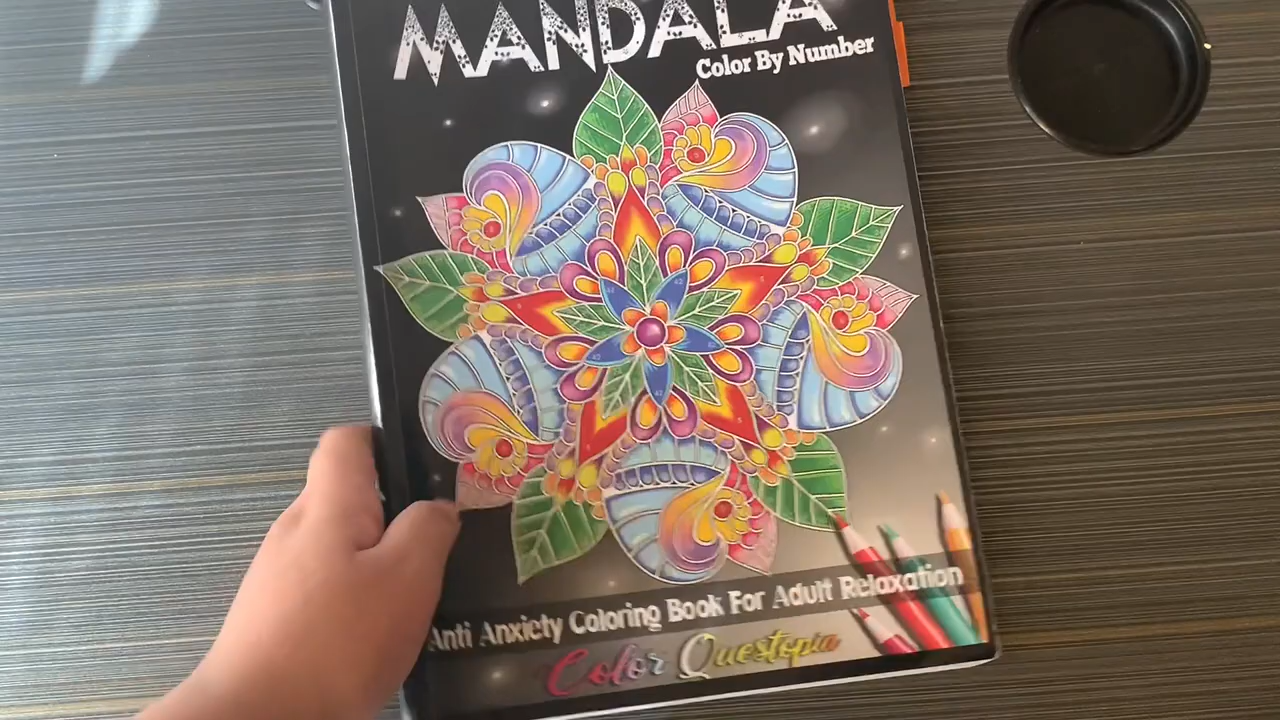 MANDALA
Color By Number
Anti Anxiety Coloring Book For Adult Relaxation
Color Questopia